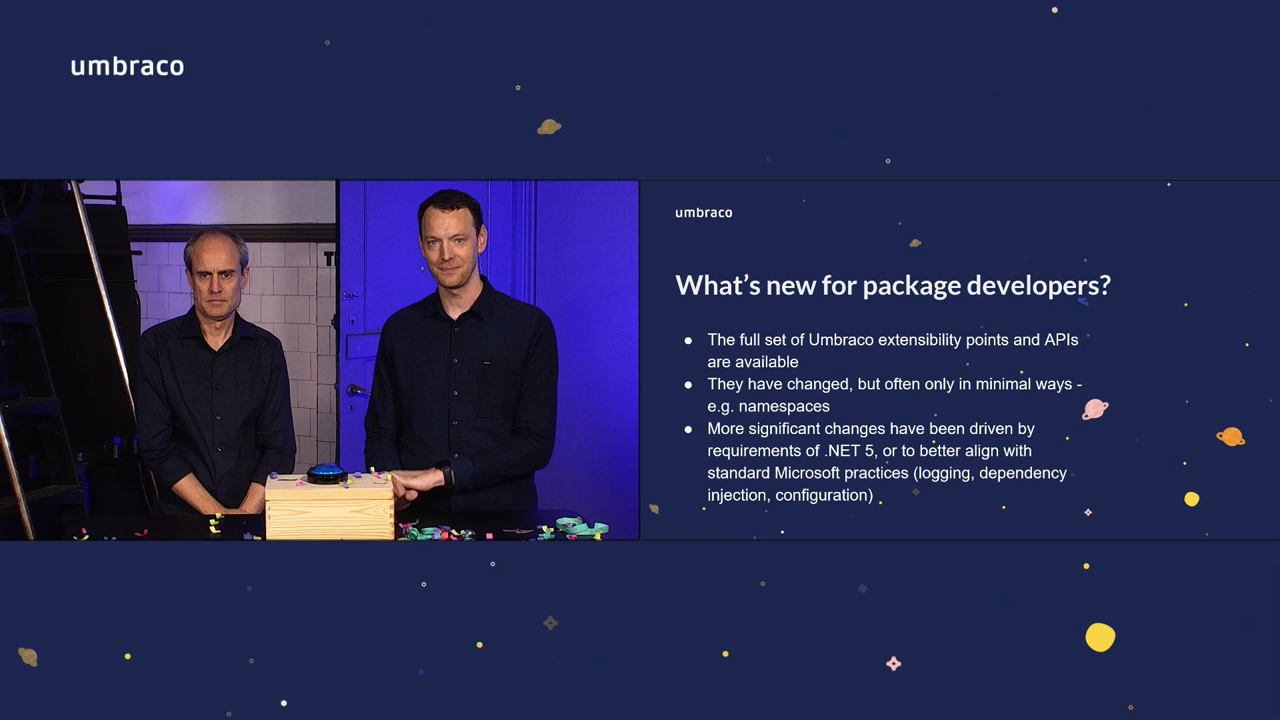 umbraco
umbraco
What's new for package developers?
● The full set of Umbraco extensibility points and APIs
are available
● They have changed, but often only in minimal ways -
e.g. namespaces
● More significant changes have been driven by
requirements of .NET 5, or to better align with
standard Microsoft practices (logging, dependency
injection, configuration)